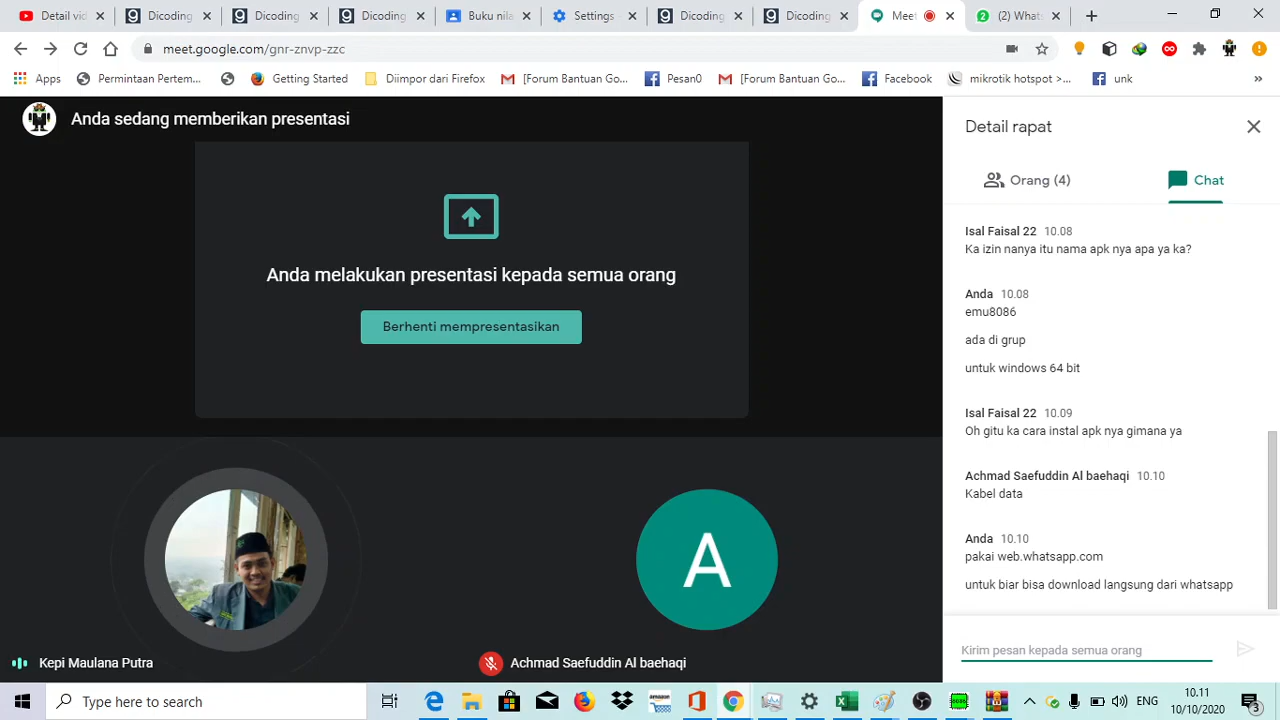 Detail vid
Dicoding
Dicoding
Dicoding
Buku nila
Settings -
Dicoding
Dicoding
Meet
(2) Whats
meet.google.com/gnr-znvp-zzc
Apps
Permintaan Pertem...
Getting Started
Diimpor dari Firefox
[Forum Bantuan Go...
Pesan0
[Forum Bantuan Go...
Facebook
mikrotik hotspot >...
unk
»
Anda sedang memberikan presentasi
Anda melakukan presentasi kepada semua orang
Berhenti mempresentasikan
A
Kepi Maulana Putra
Achmad Saefuddin Al baehaqi
Detail rapat
Orang (4)
Chat
Isal Faisal 22 10.08
Ka izin nanya itu nama apk nya apa ya ka?
Anda 10.08
emu8086
ada di grup
untuk windows 64 bit
Isal Faisal 22 10.09
Oh gitu ka cara instal apk nya gimana ya
Achmad Saefuddin Al baehaqi 10.10
Kabel data
Anda 10.10
pakai web.whatsapp.com
untuk biar bisa download langsung dari whatsapp
Kirim pesan kepada semua orang
Type here to search
amazon
ENG
10.11
10/10/2020
3